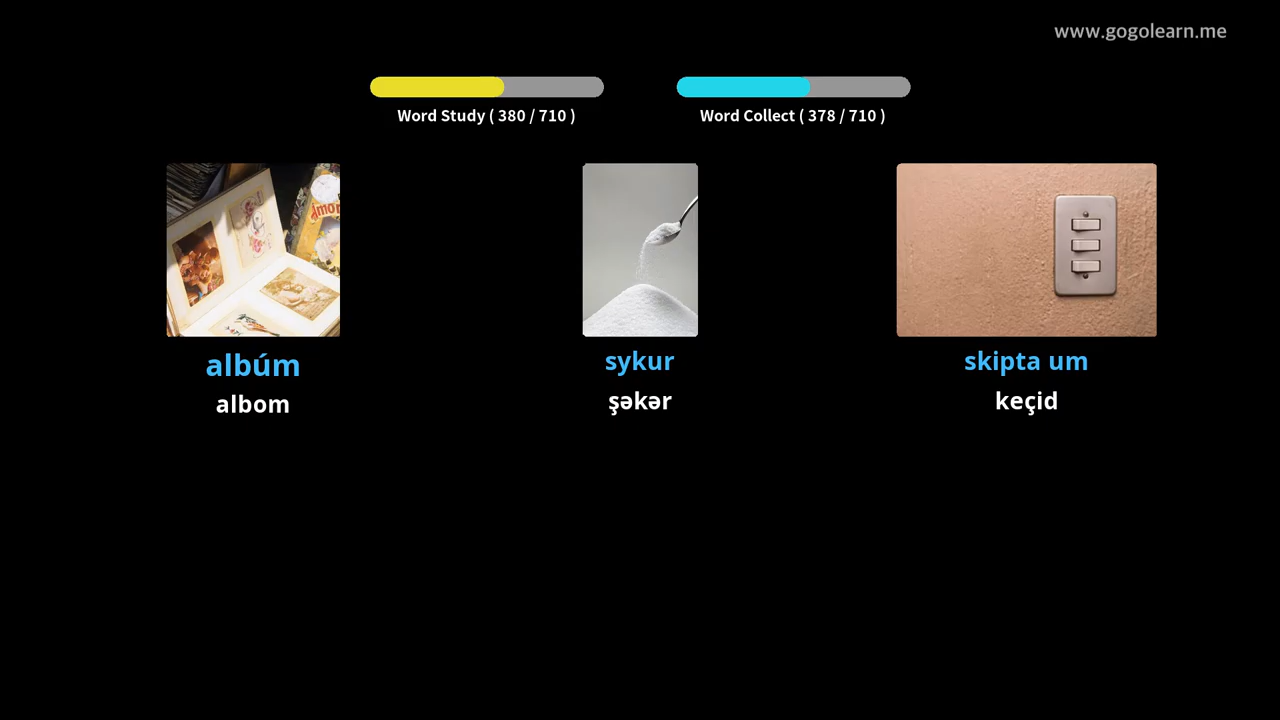 www.gogolearn.me
Word Study ( 380 / 710 )
Word Collect ( 378 / 710 )
albúm
sykur
skipta um
albom
şəkər
keçid